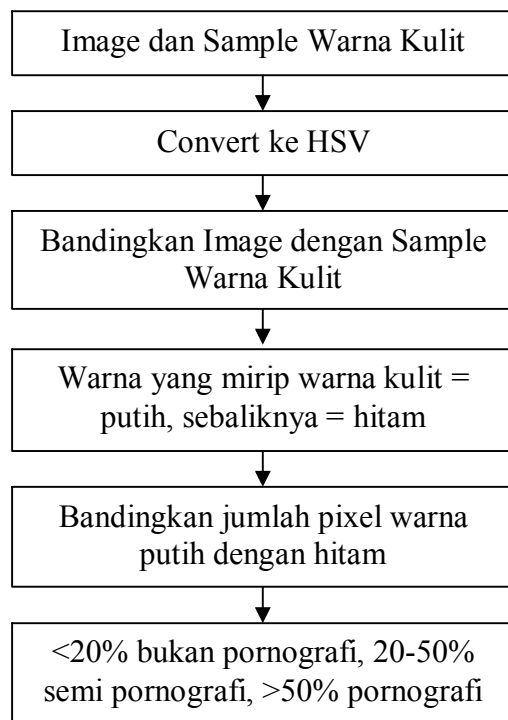 Image dan Sample Warna Kulit
Convert ke HSV
Bandingkan Image dengan Sample
Warna Kulit
Warna yang mirip warna kulit =
putih, sebaliknya = hitam
Bandingkan jumlah pixel warna
putih dengan hitam
<20% bukan pornografi, 20-50%
semi pornografi, >50% pornografi